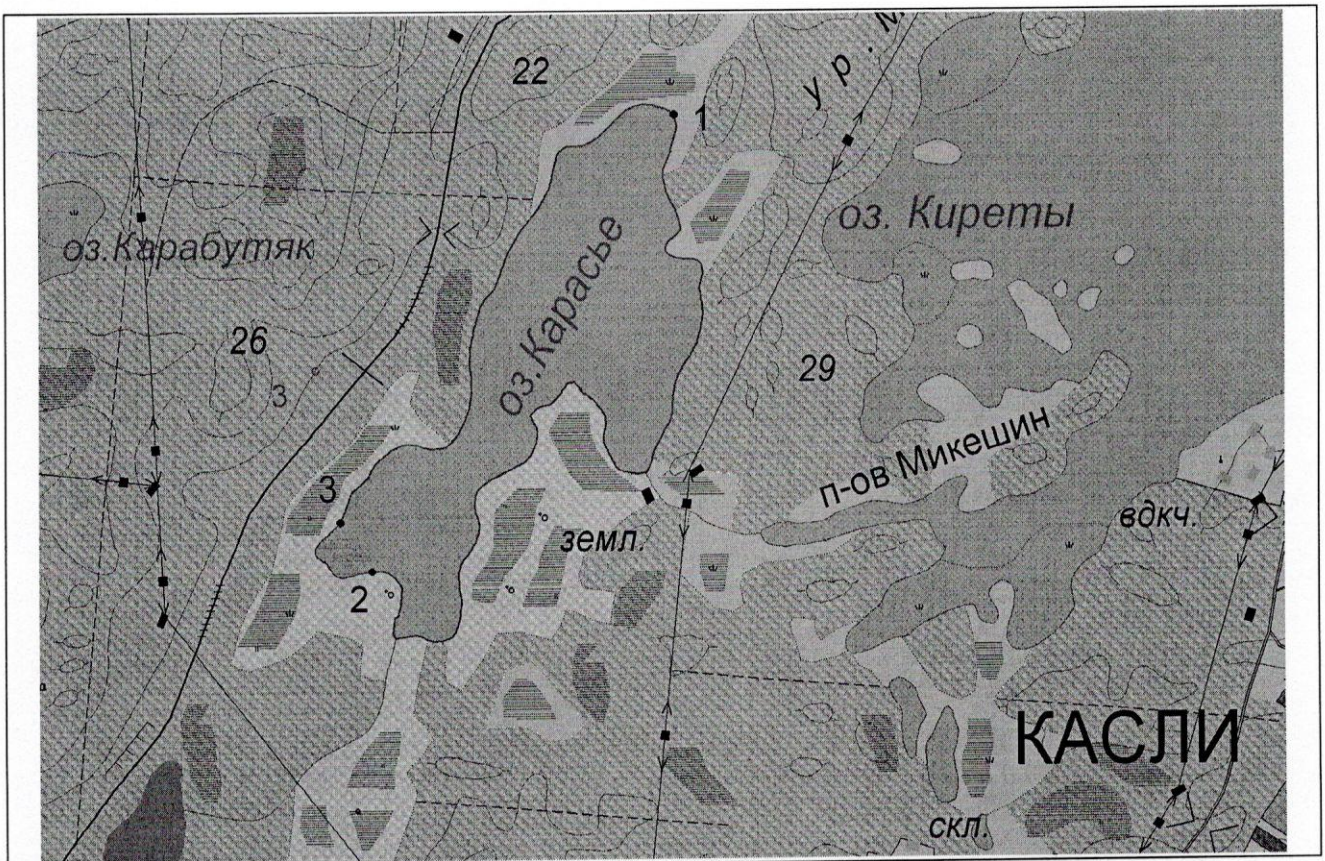 22
1
ур. М
оз. Киреты
оз.Карабутяк
оз.Карасье
26
3
29
п-ов Микешин
3
земл.
вдкч.
2
КАСЛИ
скл.